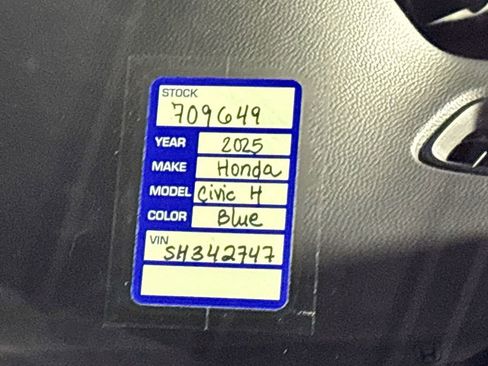 STOCK
709649
YEAR 2025
MAKE Honda
MODEL Civic H
COLOR Blue
VIN
SH342747